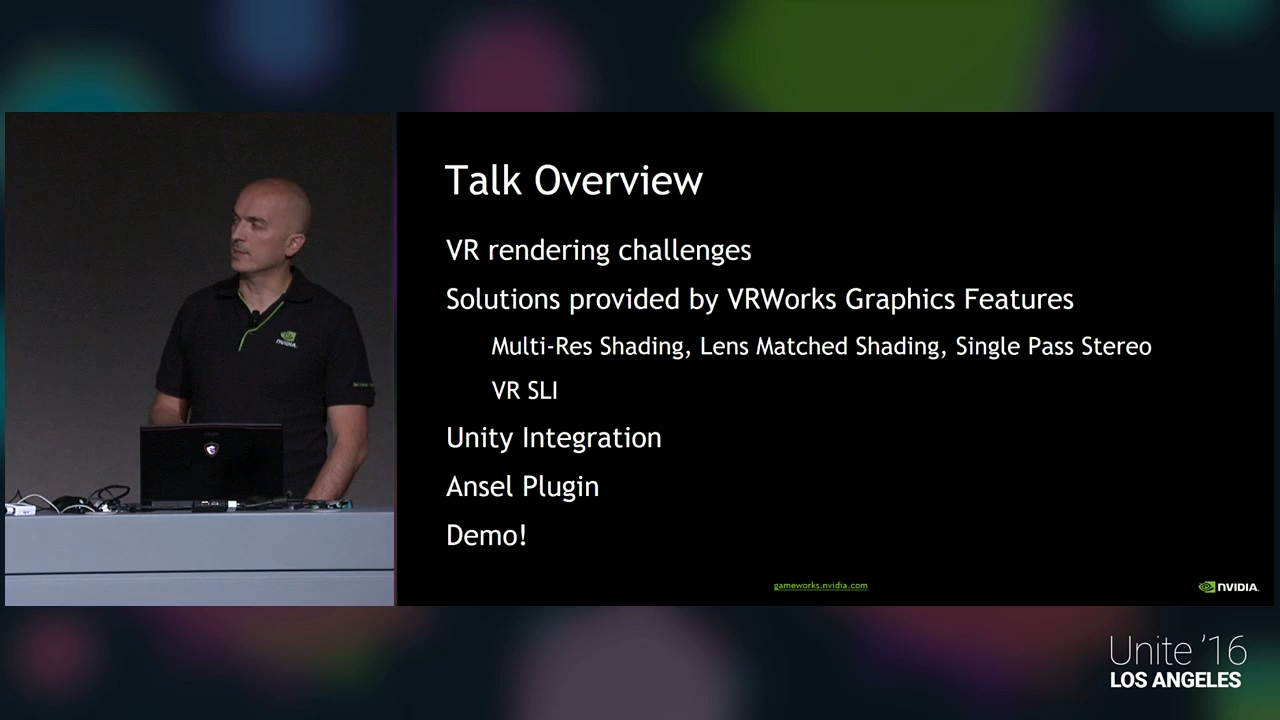 Talk Overview
VR rendering challenges
Solutions provided by VRWorks Graphics Features
Multi-Res Shading, Lens Matched Shading, Single Pass Stereo
VR SLI
Unity Integration
Ansel Plugin
Demo!
gameworks.nvidia.com
NVIDIA
NVIDIA
Unite '16
LOS ANGELES